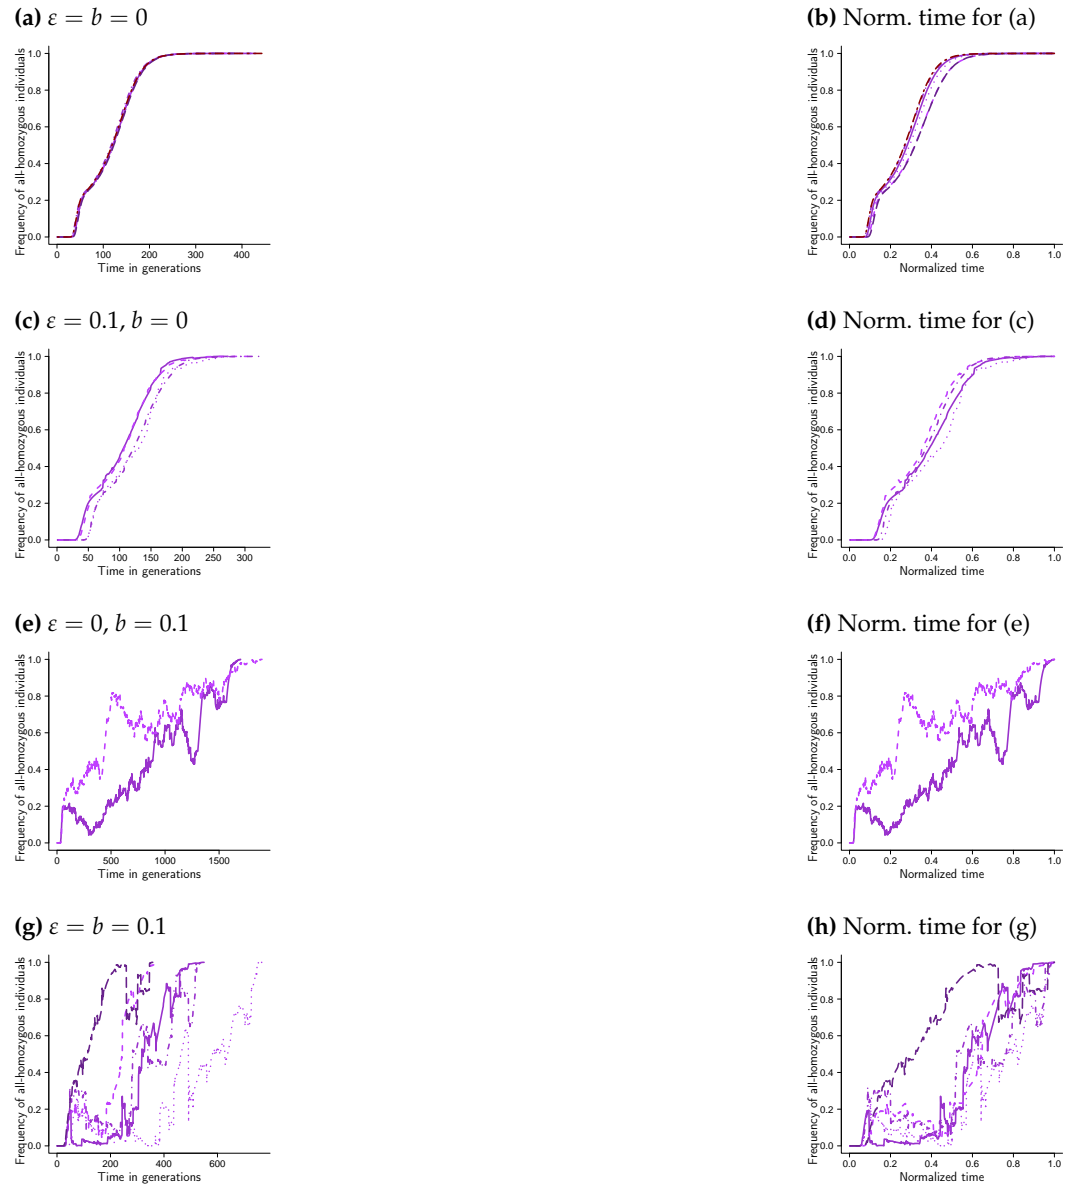 (a) ε = b = 0
(b) Norm. time for (a)
Frequency of all-homozygous individuals
1.0
0.8
0.6
0.4
0.2
0.0
0 100 200 300 400
Time in generations
Frequency of all-homozygous individuals
1.0
0.8
0.6
0.4
0.2
0.0
0.0 0.2 0.4 0.6 0.8 1.0
Normalized time
(c) ε = 0.1, b = 0
(d) Norm. time for (c)
Frequency of all-homozygous individuals
1.0
0.8
0.6
0.4
0.2
0.0
0 50 100 150 200 250 300
Time in generations
Frequency of all-homozygous individuals
1.0
0.8
0.6
0.4
0.2
0.0
0.0 0.2 0.4 0.6 0.8 1.0
Normalized time
(e) ε = 0, b = 0.1
(f) Norm. time for (e)
Frequency of all-homozygous individuals
1.0
0.8
0.6
0.4
0.2
0.0
0 500 1000 1500
Time in generations
Frequency of all-homozygous individuals
1.0
0.8
0.6
0.4
0.2
0.0
0.0 0.2 0.4 0.6 0.8 1.0
Normalized time
(g) ε = b = 0.1
(h) Norm. time for (g)
Frequency of all-homozygous individuals
1.0
0.8
0.6
0.4
0.2
0.0
0 200 400 600
Time in generations
Frequency of all-homozygous individuals
1.0
0.8
0.6
0.4
0.2
0.0
0.0 0.2 0.4 0.6 0.8 1.0
Normalized time